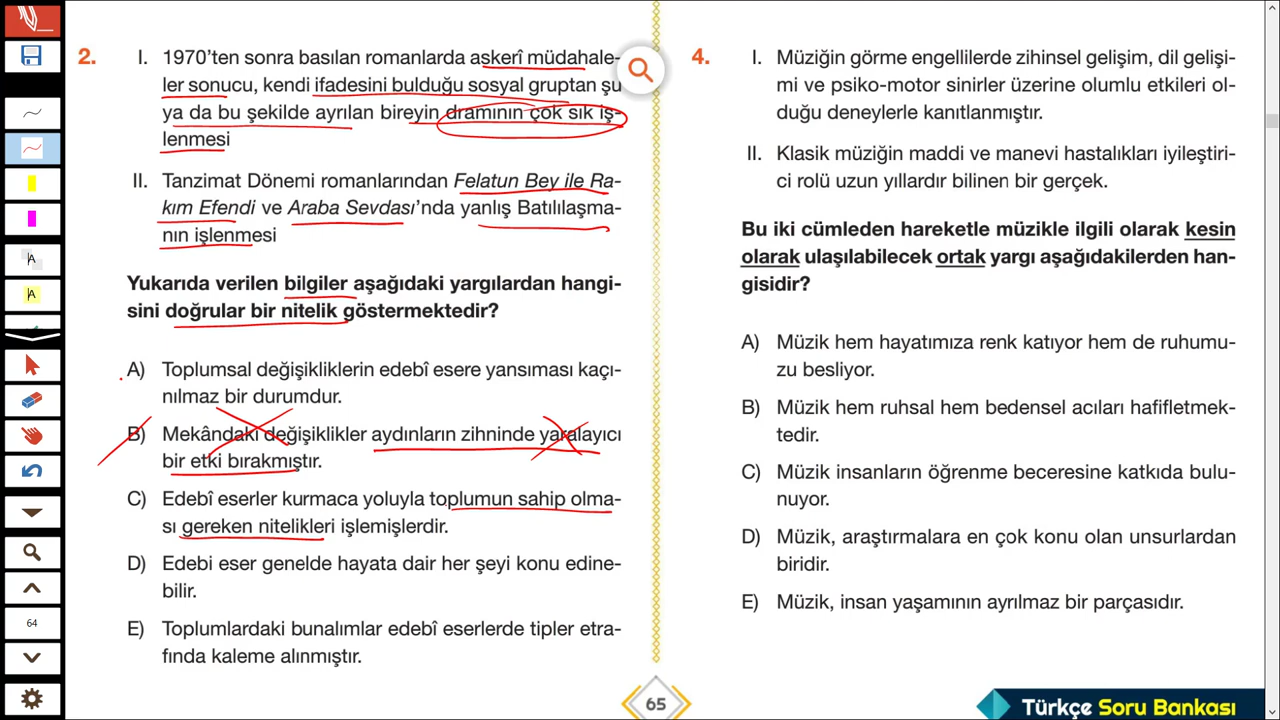 2.
I. 1970'ten sonra basılan romanlarda askerî müdahale-
ler sonucu, kendi ifadesini bulduğu sosyal gruptan şu
ya da bu şekilde ayrılan bireyin dramının çok sık iş-
lenmesi
II. Tanzimat Dönemi romanlarından Felatun Bey ile Ra-
kım Efendi ve Araba Sevdası'nda yanlış Batılılaşma-
nın işlenmesi
Yukarıda verilen bilgiler aşağıdaki yargılardan hangi-
sini doğrular bir nitelik göstermektedir?
A) Toplumsal değişikliklerin edebî esere yansıması kaçı-
nılmaz bir durumdur.
B) Mekândaki değişiklikler aydınların zihninde yaralayıcı
bir etki bırakmıştır.
C) Edebî eserler kurmaca yoluyla toplumun sahip olma-
sı gereken nitelikleri işlemişlerdir.
D) Edebi eser genelde hayata dair her şeyi konu edine-
bilir.
E) Toplumlardaki bunalımlar edebî eserlerde tipler etra-
fında kaleme alınmıştır.
4.
I. Müziğin görme engellilerde zihinsel gelişim, dil gelişi-
mi ve psiko-motor sinirler üzerine olumlu etkileri ol-
duğu deneylerle kanıtlanmıştır.
II. Klasik müziğin maddi ve manevi hastalıkları iyileştiri-
ci rolü uzun yıllardır bilinen bir gerçek.
Bu iki cümleden hareketle müzikle ilgili olarak kesin
olarak ulaşılabilecek ortak yargı aşağıdakilerden han-
gisidir?
A) Müzik hem hayatımıza renk katıyor hem de ruhumu-
zu besliyor.
B) Müzik hem ruhsal hem bedensel acıları hafifletmek-
tedir.
C) Müzik insanların öğrenme beceresine katkıda bulu-
nuyor.
D) Müzik, araştırmalara en çok konu olan unsurlardan
biridir.
E) Müzik, insan yaşamının ayrılmaz bir parçasıdır.
A
A
64
65
Türkçe Soru Bankası